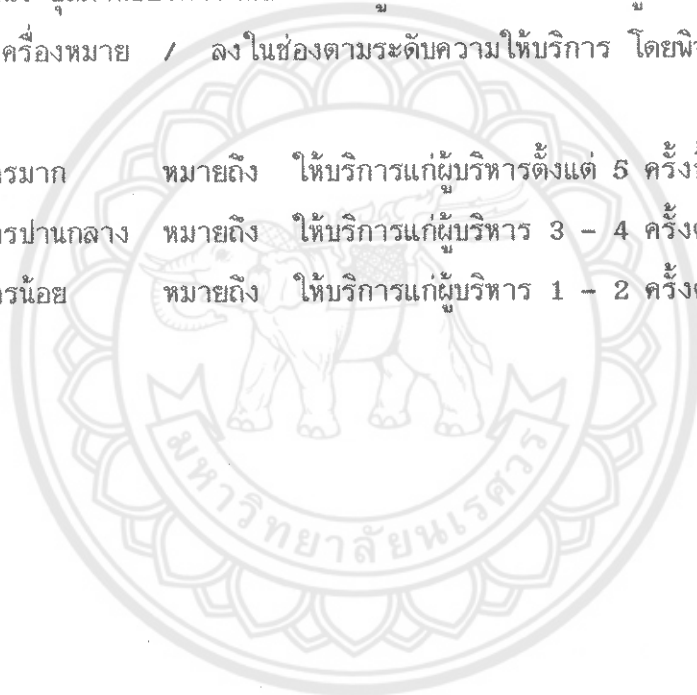 ครื่องหมาย / ลงในช่องตามระดับความให้บริการ โดยพิ
รมาก หมายถึง ให้บริการแก่ผู้บริหารตั้งแต่ 5 ครั้ง
รปานกลาง หมายถึง ให้บริการแก่ผู้บริหาร 3 - 4 ครั้ง
รน้อย หมายถึง ให้บริการแก่ผู้บริหาร 1 - 2 ครั้ง
มหาวิทยาลัยนเรศวร